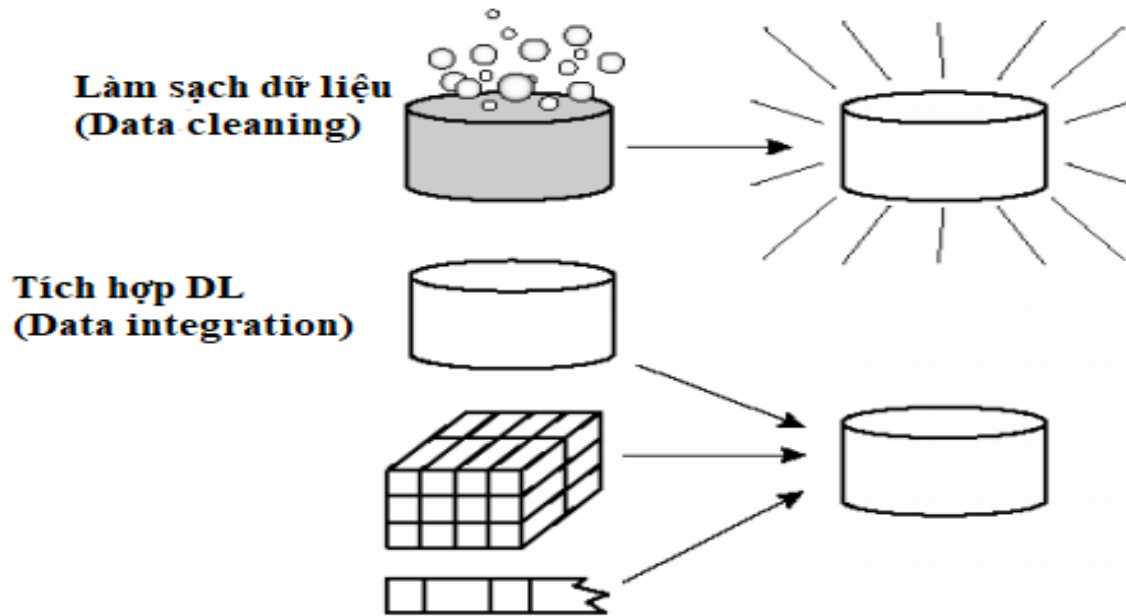 Làm sạch dữ liệu
(Data cleaning)
Tích hợp DL
(Data integration)